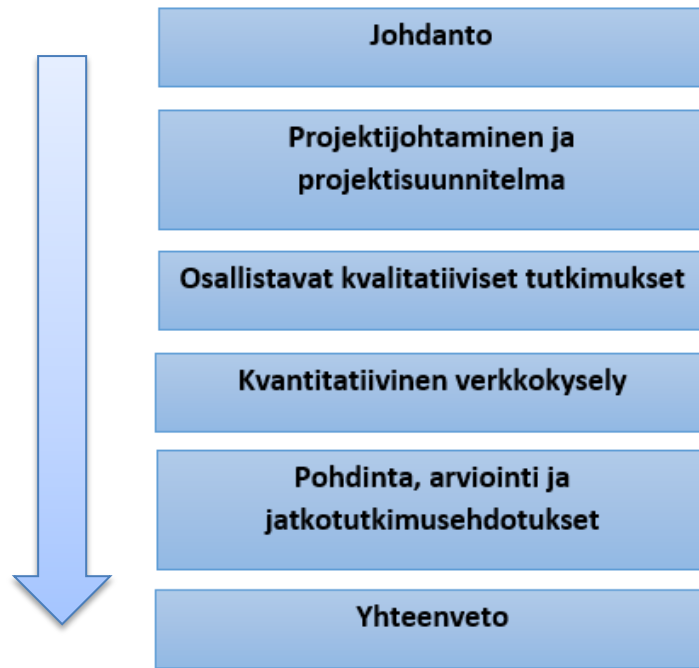 Johdanto
Projektijohtaminen ja
projektisuunnitelma
Osallistavat kvalitatiiviset tutkimukset
Kvantitatiivinen verkkokysely
Pohdinta, arviointi ja
jatkotutkimusehdotukset
Yhteenveto